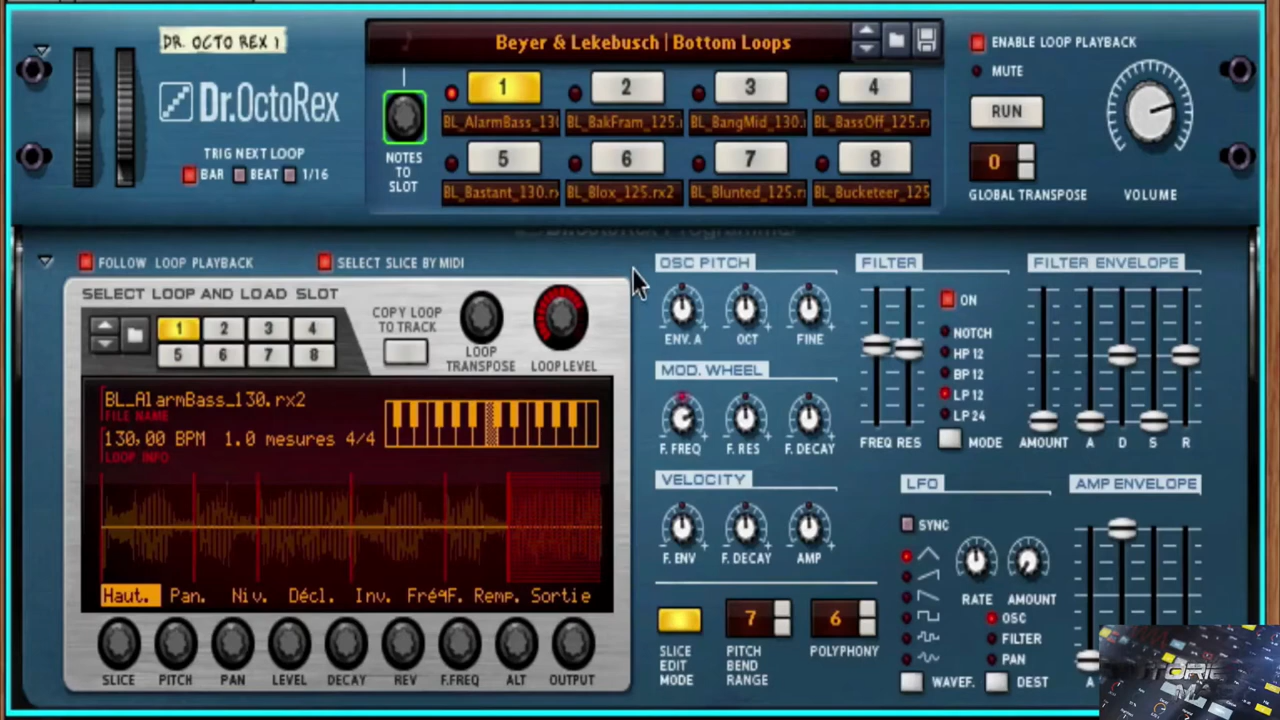 DR. OCTO REX 1
Dr.OctoRex
TRIG NEXT LOOP
BAR BEAT 1/16
NOTES TO SLOT
Beyer & Lekebusch | Bottom Loops
1 2 3 4
BL_AlarmBass_130 BL_BakFram_125.r BL_BangMid_130.r BL_BassOff_125.rx
5 6 7 8
BL_Bastant_130.rx BL_Blox_125.rx2 BL_Blunted_125.r BL_Bucketeer_125
ENABLE LOOP PLAYBACK
MUTE
RUN
0
GLOBAL TRANSPOSE
VOLUME
FOLLOW LOOP PLAYBACK
SELECT SLICE BY MIDI
SELECT LOOP AND LOAD SLOT
1 2 3 4
5 6 7 8
COPY LOOP TO TRACK
LOOP TRANSPOSE
LOOP LEVEL
BL_AlarmBass_130.rx2
FILE NAME
130,00 BPM 1.0 mesures 4/4
LOOP INFO
Haut. Pan. Niv. Décl. Inv. FréqF. Remp. Sortie
SLICE PITCH PAN LEVEL DECAY REV F.FREQ ALT OUTPUT
OSC PITCH
ENV. A OCT FINE
MOD. WHEEL
F. FREQ F. RES F. DECAY
VELOCITY
F. ENV F. DECAY AMP
SLICE EDIT MODE
7
PITCH BEND RANGE
6
POLYPHONY
FILTER
ON
NOTCH
HP 12
BP 12
LP 12
LP 24
FREQ RES MODE
FILTER ENVELOPE
AMOUNT A D S R
LFO
SYNC
RATE AMOUNT
OSC
FILTER
PAN
WAVEF. DEST
AMP ENVELOPE
A